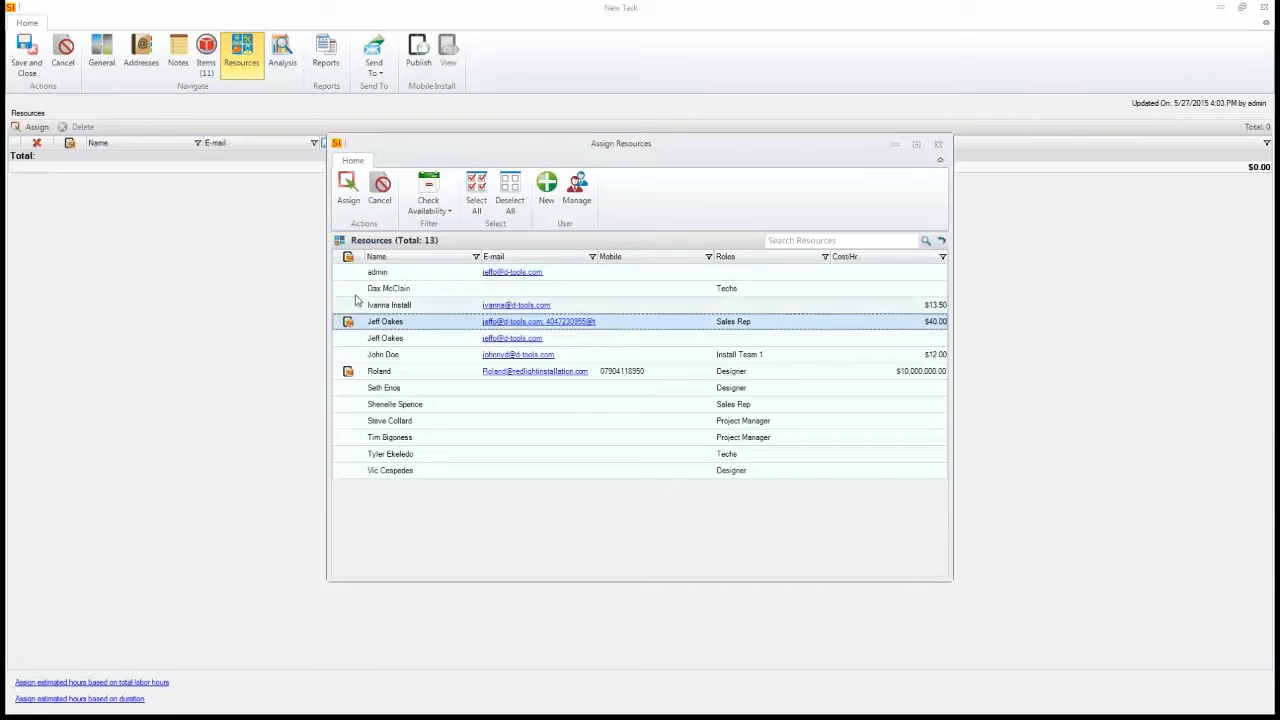 SI
New Task
Home
Save and Close
Cancel
General
Addresses
Notes
Items (11)
Resources
Analysis
Reports
Send To
Publish
View
Actions
Navigate
Reports
Send To
Mobile Install
Updated On: 5/27/2015 4:03 PM by admin
Resources
Assign Delete
Total: 0
Name E-mail
Total:
$0.00
SI
Assign Resources
Home
Assign
Cancel
Check Availability
Select All
Deselect All
New
Manage
Actions
Filter
Select
User
Resources (Total: 13)
Search Resources
Name E-mail Mobile Roles Cost/Hr.
admin jeffo@d-tools.com
Dax McClain Techs
Ivanna Install ivanna@d-tools.com $13.50
Jeff Oakes jeffo@d-tools.com; 4047230955@t Sales Rep $40.00
Jeff Oakes jeffo@d-tools.com
John Doe johnnyd@d-tools.com Install Team 1 $12.00
Roland Roland@redlightinstallation.com 07904118950 Designer $10,000,000.00
Seth Enos Designer
Shenelle Spence Sales Rep
Steve Collard Project Manager
Tim Bigoness Project Manager
Tyler Ekeledo Techs
Vic Cespedes Designer
Assign estimated hours based on total labor hours
Assign estimated hours based on duration